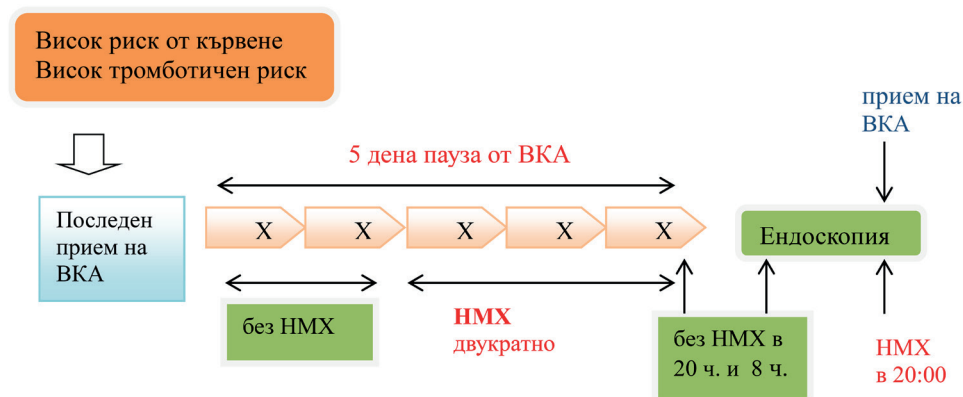 Висок риск от кървене
Висок тромботичен риск
прием на
ВКА
5 дена пауза от ВКА
Последен
прием на
ВКА
X X X X X
Ендоскопия
без НМХ
НМХ
двукратно
без НМХ в
20 ч. и 8 ч.
НМХ
в 20:00